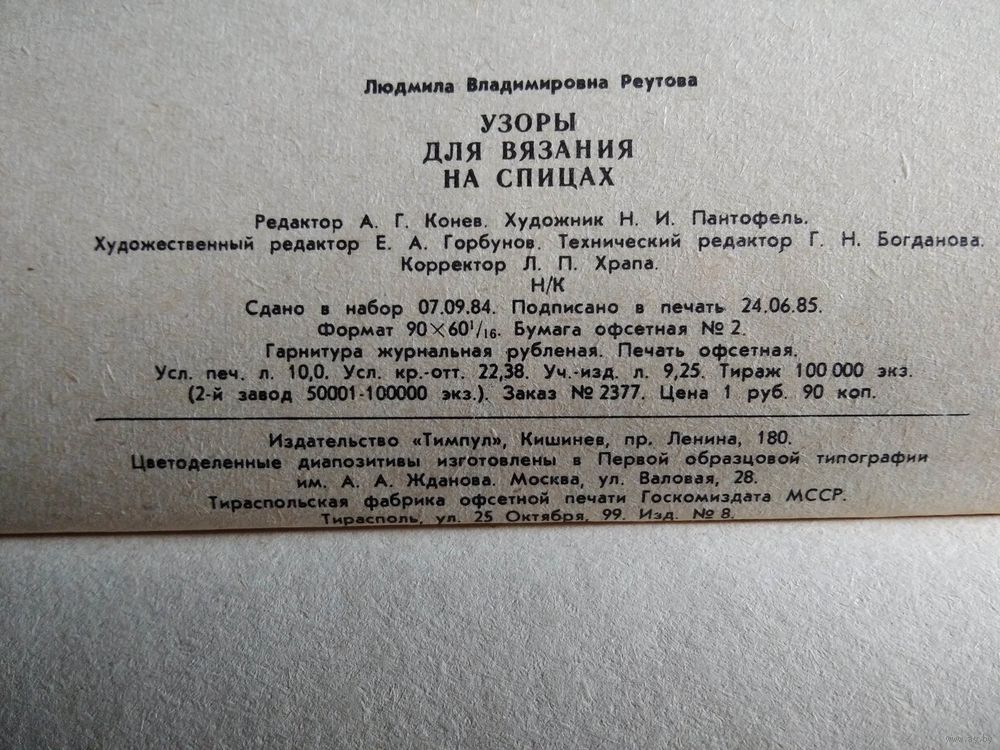 Людмила Владимировна Реутова
УЗОРЫ
ДЛЯ ВЯЗАНИЯ
НА СПИЦАХ
Редактор А. Г. Конев. Художник Н. И. Пантофель.
Художественный редактор Е. А. Горбунов. Технический редактор Г. Н. Богданова.
Корректор Л. П. Храпа.
Н/К
Сдано в набор 07.09.84. Подписано в печать 24.06.85.
Формат 90×60¹/₁₆. Бумага офсетная № 2.
Гарнитура журнальная рубленая. Печать офсетная.
Усл. печ. л. 10,0. Усл. кр.-отт. 22,38. Уч.-изд. л. 9,25. Тираж 100 000 экз.
(2-й завод 50001-100000 экз.). Заказ № 2377. Цена 1 руб. 90 коп.
Издательство «Тимпул», Кишинев, пр. Ленина, 180.
Цветоделенные диапозитивы изготовлены в Первой образцовой типографии
им. А. А. Жданова. Москва, ул. Валовая, 28.
Тираспольская фабрика офсетной печати Госкомиздата МССР.
Тирасполь, ул. 25 Октября, 99. Изд. № 8.